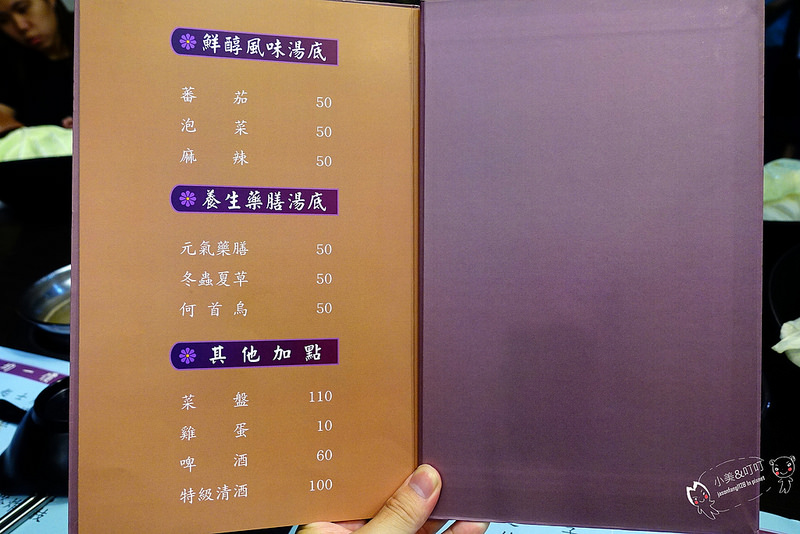 鮮醇風味湯底
蕃茄 50
泡菜 50
麻辣 50
養生藥膳湯底
元氣藥膳 50
冬蟲夏草 50
何首烏 50
其他加點
菜盤 110
雞蛋 10
啤酒 60
特級清酒 100
小美&叮叮